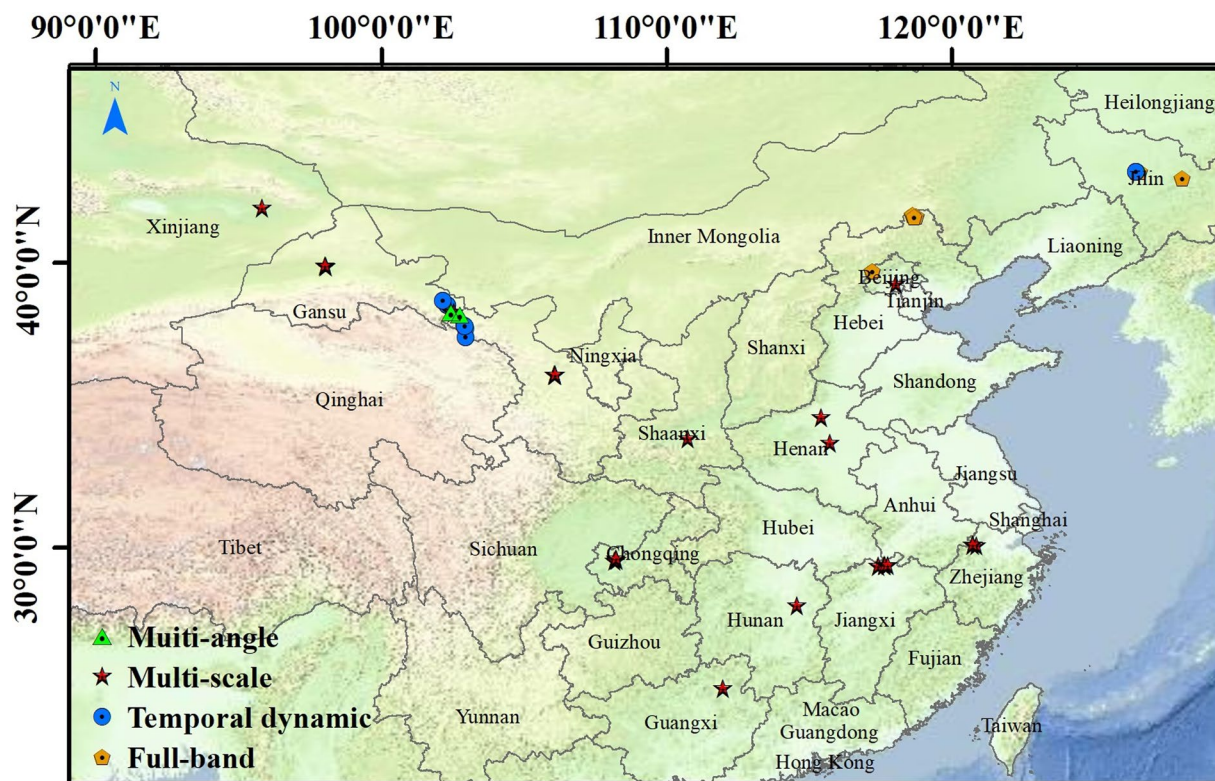 90°0'0"E
100°0'0"E
110°0'0"E
120°0'0"E
N
40°0'0"N
30°0'0"N
Heilongjiang
Jilin
Xinjiang
Inner Mongolia
Liaoning
Beijing
Tianjin
Gansu
Hebei
Ningxia
Shanxi
Shandong
Qinghai
Shaanxi
Henan
Jiangsu
Anhui
Shanghai
Hubei
Tibet
Sichuan
Chongqing
Zhejiang
Hunan
Jiangxi
Guizhou
Fujian
Yunnan
Guangxi
Macao
Guangdong
Hong Kong
Taiwan
Muiti-angle
Multi-scale
Temporal dynamic
Full-band